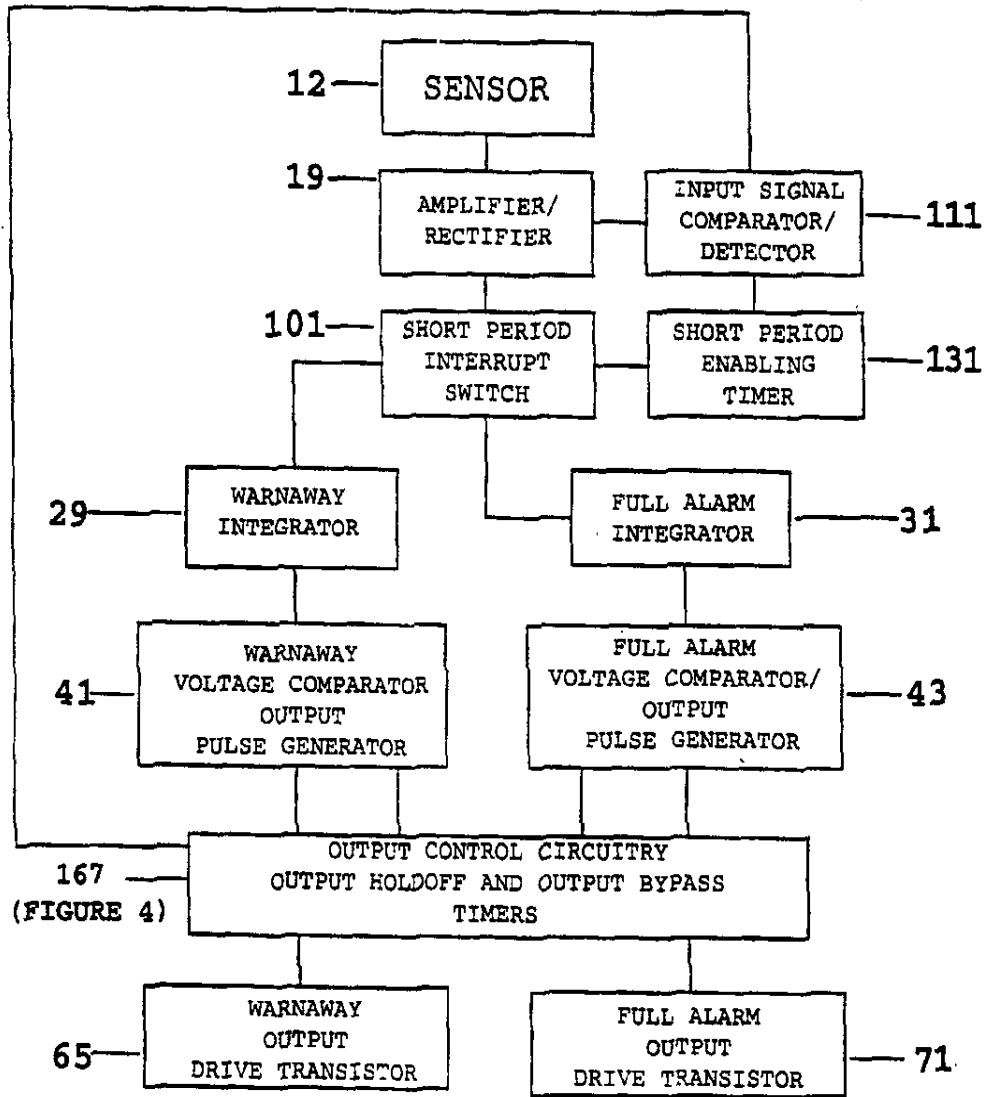 12
SENSOR
19
AMPLIFIER/
RECTIFIER
INPUT SIGNAL
COMPARATOR/
DETECTOR
111
101
SHORT PERIOD
INTERRUPT
SWITCH
SHORT PERIOD
ENABLING
TIMER
131
29
WARNAWAY
INTEGRATOR
FULL ALARM
INTEGRATOR
31
41
WARNAWAY
VOLTAGE COMPARATOR
OUTPUT
PULSE GENERATOR
FULL ALARM
VOLTAGE COMPARATOR/
OUTPUT
PULSE GENERATOR
43
167
(FIGURE 4)
OUTPUT CONTROL CIRCUITRY
OUTPUT HOLDOFF AND OUTPUT BYPASS
TIMERS
65
WARNAWAY
OUTPUT
DRIVE TRANSISTOR
FULL ALARM
OUTPUT
DRIVE TRANSISTOR
71